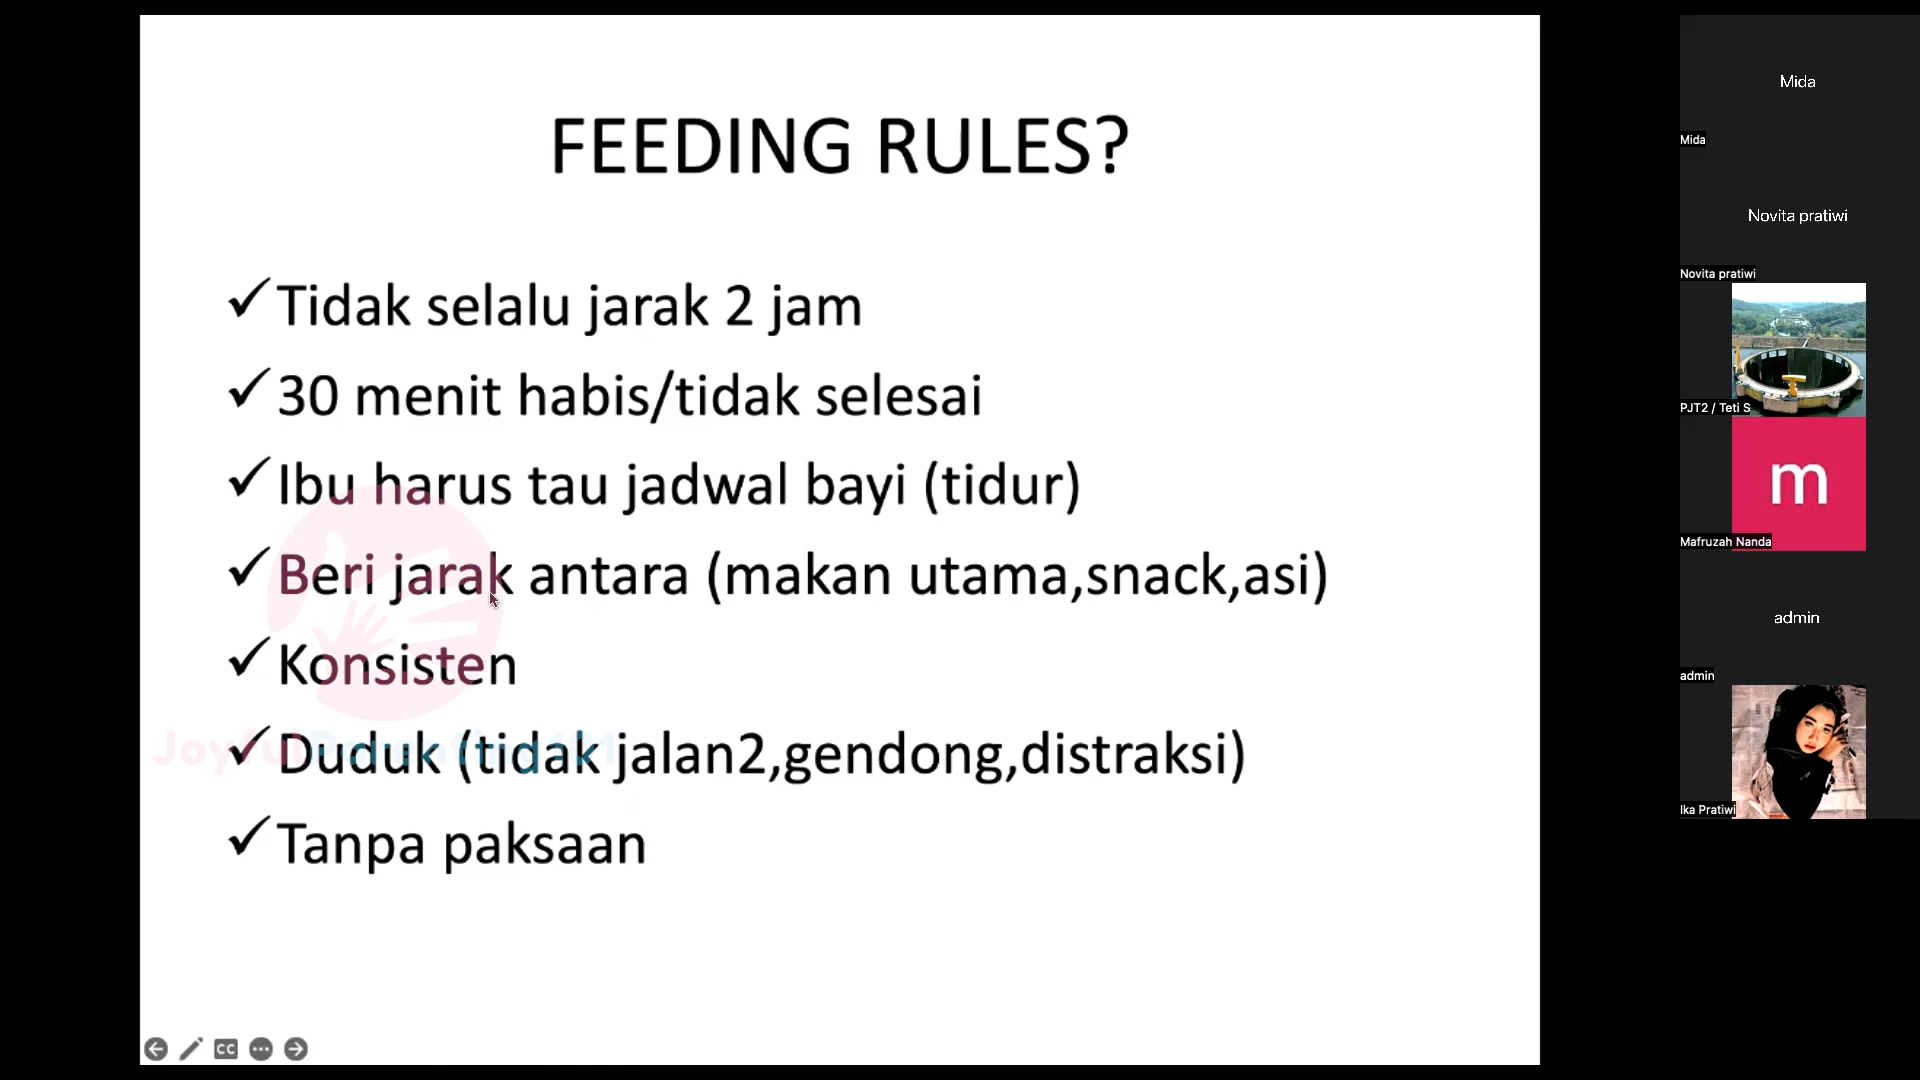 FEEDING RULES?
✓Tidak selalu jarak 2 jam
✓30 menit habis/tidak selesai
✓Ibu harus tau jadwal bayi (tidur)
✓Beri jarak antara (makan utama,snack,asi)
✓Konsisten
✓Duduk (tidak jalan2,gendong,distraksi)
✓Tanpa paksaan
JoyfulParenting101
CC
Mida
Mida
Novita pratiwi
Novita pratiwi
PJT2 / Teti S
m
Mafruzah Nanda
admin
admin
Ika Pratiwi